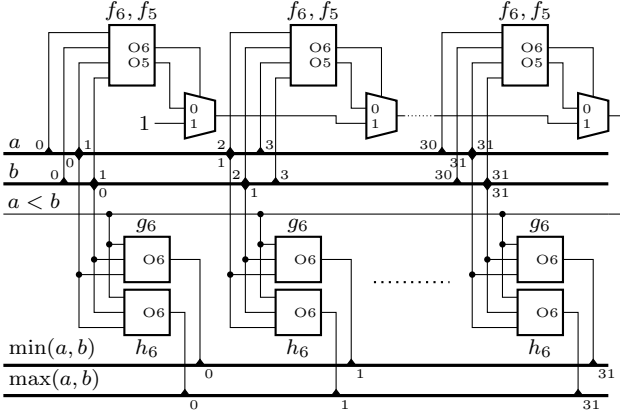 f₆, f₅ f₆, f₅ f₆, f₅
O6 O6 O6
O5 O5 O5
0 0 0
1 1 1 1
a 0 1 2 3 30 31
0 1 31
b 0 1 2 3 30 31
0 1 31
a < b
g₆ g₆ g₆
O6 O6 O6
O6 O6 O6
h₆ h₆ h₆
min(a, b) 0 1 31
max(a, b) 0 1 31